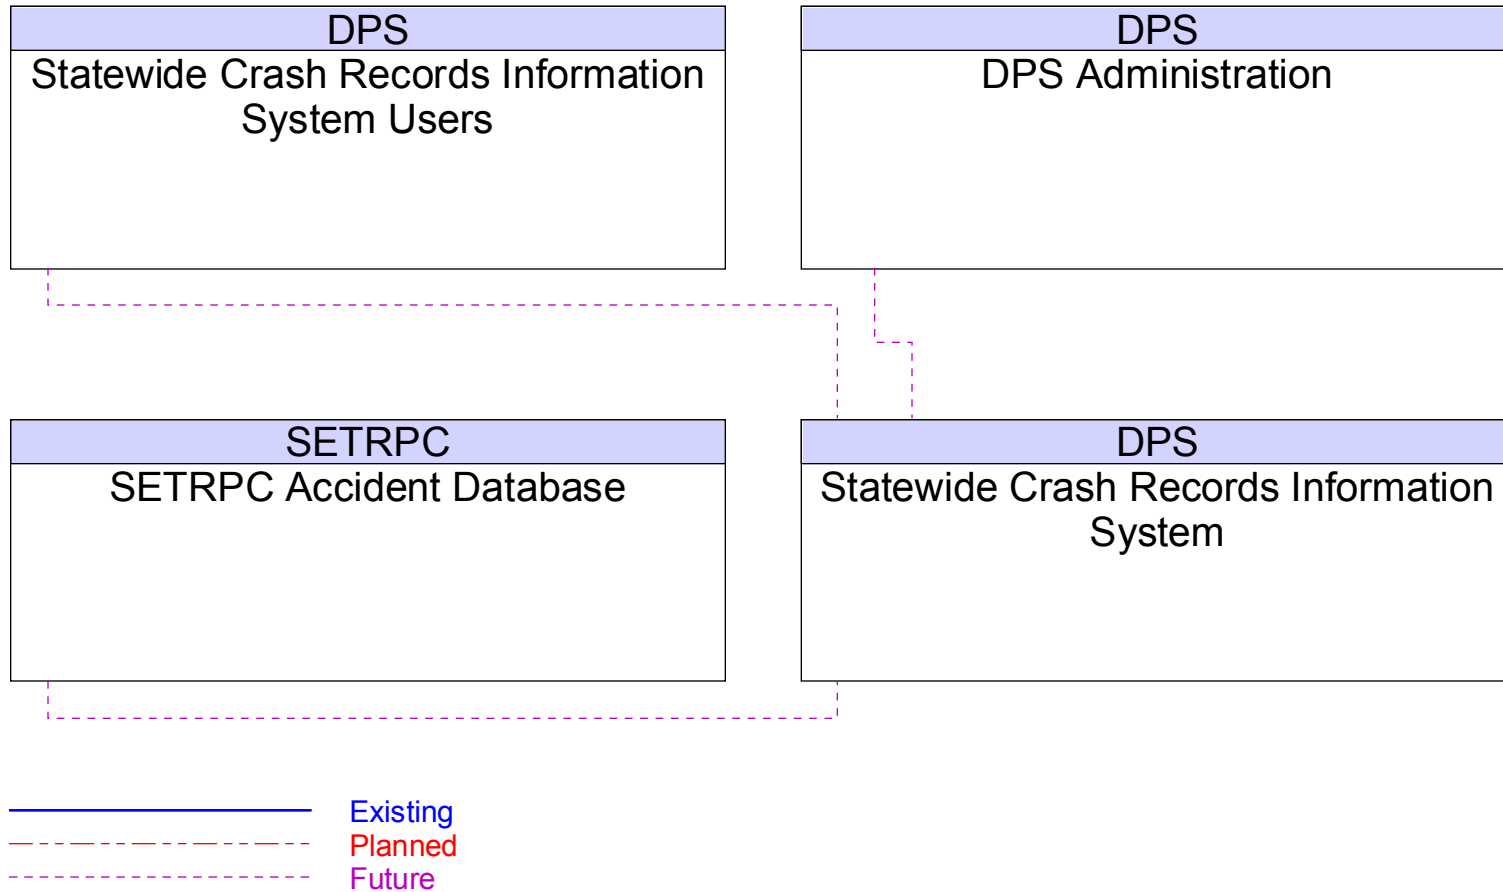 DPS
Statewide Crash Records Information
System Users
DPS
DPS Administration
SETRPC
SETRPC Accident Database
DPS
Statewide Crash Records Information
System
Existing
Planned
Future